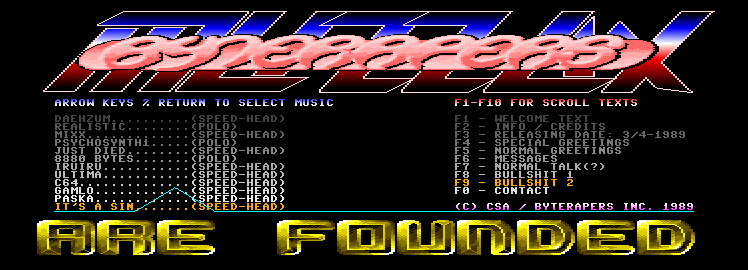 BYTERAPERS
ARROW KEYS % RETURN TO SELECT MUSIC
DAEHZUM..........(SPEED-HEAD)
REALISTIC........(POLO)
MIXX.............(SPEED-HEAD)
PSYCHOSYNTH1.....(POLO)
JUST DIED........(SPEED-HEAD)
8880 BYTES.......(POLO)
IRUIRU...........(SPEED-HEAD)
ULTIMA...........(SPEED-HEAD)
C64..............(SPEED-HEAD)
GAMLO............(SPEED-HEAD)
PASKA............(SPEED-HEAD)
IT'S A SIN.......(SPEED-HEAD)
F1-F10 FOR SCROLL TEXTS
F1 - WELCOME TEXT
F2 - INFO / CREDITS
F3 - RELEASING DATE: 3/4-1989
F4 - SPECIAL GREETINGS
F5 - NORMAL GREETINGS
F6 - MESSAGES
F7 - NORMAL TALK(?)
F8 - BULLSHIT 1
F9 - BULLSHIT 2
F0 - CONTACT
(C) CSA / BYTERAPERS INC. 1989
ARE FOUNDED